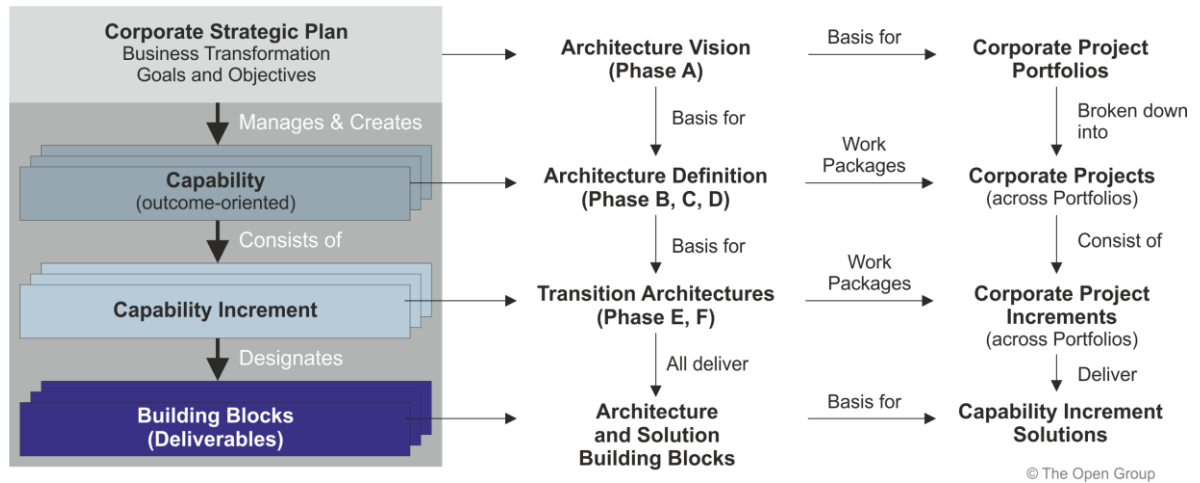 Corporate Strategic Plan
Business Transformation
Goals and Objectives
Architecture Vision
(Phase A)
Basis for
Corporate Project
Portfolios
Manages & Creates
Basis for
Broken down
into
Capability
(outcome-oriented)
Architecture Definition
(Phase B, C, D)
Work
Packages
Corporate Projects
(across Portfolios)
Consists of
Basis for
Consist of
Capability Increment
Transition Architectures
(Phase E, F)
Work
Packages
Corporate Project
Increments
(across Portfolios)
Designates
All deliver
Deliver
Building Blocks
(Deliverables)
Architecture
and Solution
Building Blocks
Basis for
Capability Increment
Solutions
© The Open Group